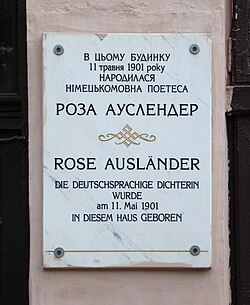 В ЦЬОМУ БУДИНКУ
11 травня 1901 року
НАРОДИЛАСЯ
НІМЕЦЬКОМОВНА ПОЕТЕСА
РОЗА АУСЛЕНДЕР
ROSE AUSLÄNDER
DIE DEUTSCHSPRACHIGE DICHTERIN
WURDE
am 11. Mai 1901
IN DIESEM HAUS GEBOREN